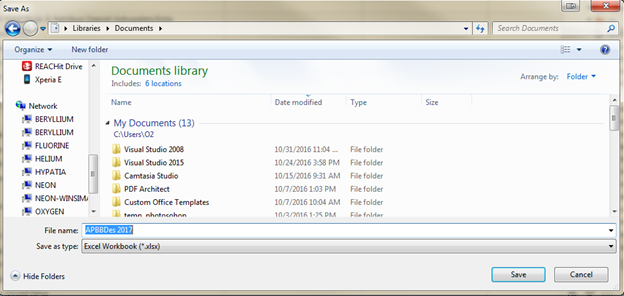 Save As
Libraries ▸ Documents ▸
Search Documents
Organize
New folder
REACHit Drive
Xperia E
Network
BERYLLIUM
BERYLLIUM
FLUORINE
HELIUM
HYPATIA
NEON
NEON-WINSIMA
OXYGEN
Documents library
Includes: 6 locations
Arrange by: Folder
Name Date modified Type Size
My Documents (13)
C:\Users\O2
Visual Studio 2008 10/31/2016 11:04 ... File folder
Visual Studio 2015 10/24/2016 3:58 PM File folder
Camtasia Studio 10/15/2016 9:31 AM File folder
PDF Architect 10/7/2016 1:03 PM File folder
Custom Office Templates 10/7/2016 10:14 AM File folder
temp_photoshop 10/3/2016 1:25 PM File folder
File name: APBBDes 2017
Save as type: Excel Workbook (*.xlsx)
Hide Folders
Save
Cancel